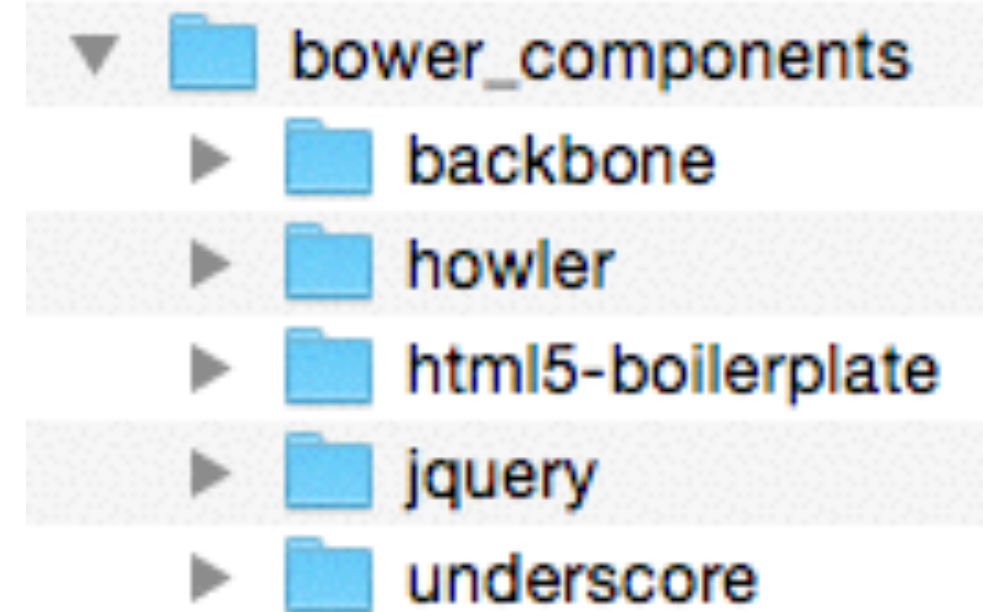 bower_components
backbone
howler
html5-boilerplate
jquery
underscore